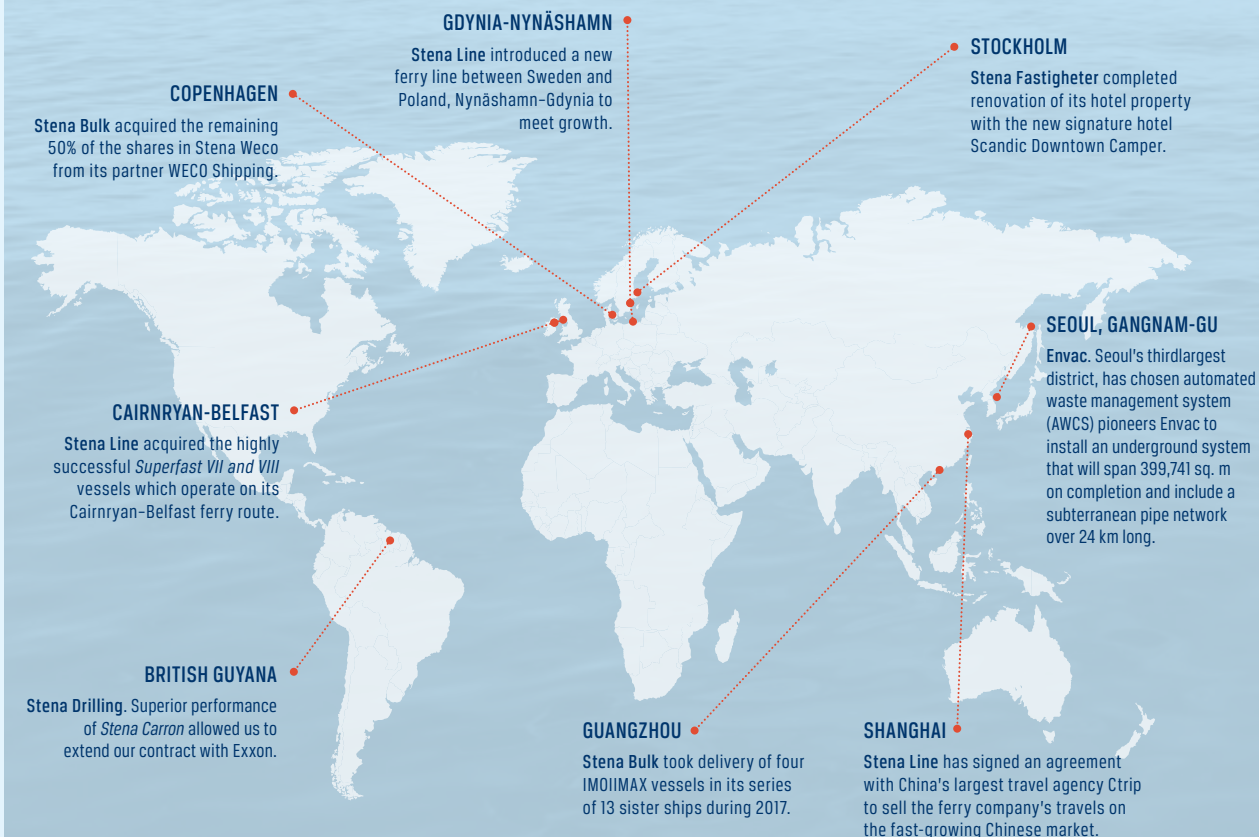 GDYNIA-NYNÄSHAMN
Stena Line introduced a new
ferry line between Sweden and
Poland, Nynäshamn–Gdynia to
meet growth.
STOCKHOLM
Stena Fastigheter completed
renovation of its hotel property
with the new signature hotel
Scandic Downtown Camper.
COPENHAGEN
Stena Bulk acquired the remaining
50% of the shares in Stena Weco
from its partner WECO Shipping.
SEOUL, GANGNAM-GU
Envac. Seoul's thirdlargest
district, has chosen automated
waste management system
(AWCS) pioneers Envac to
install an underground system
that will span 399,741 sq. m
on completion and include a
subterranean pipe network
over 24 km long.
CAIRNRYAN-BELFAST
Stena Line acquired the highly
successful Superfast VII and VIII
vessels which operate on its
Cairnryan–Belfast ferry route.
BRITISH GUYANA
Stena Drilling. Superior performance
of Stena Carron allowed us to
extend our contract with Exxon.
GUANGZHOU
Stena Bulk took delivery of four
IMOIIMAX vessels in its series
of 13 sister ships during 2017.
SHANGHAI
Stena Line has signed an agreement
with China's largest travel agency Ctrip
to sell the ferry company's travels on
the fast-growing Chinese market.